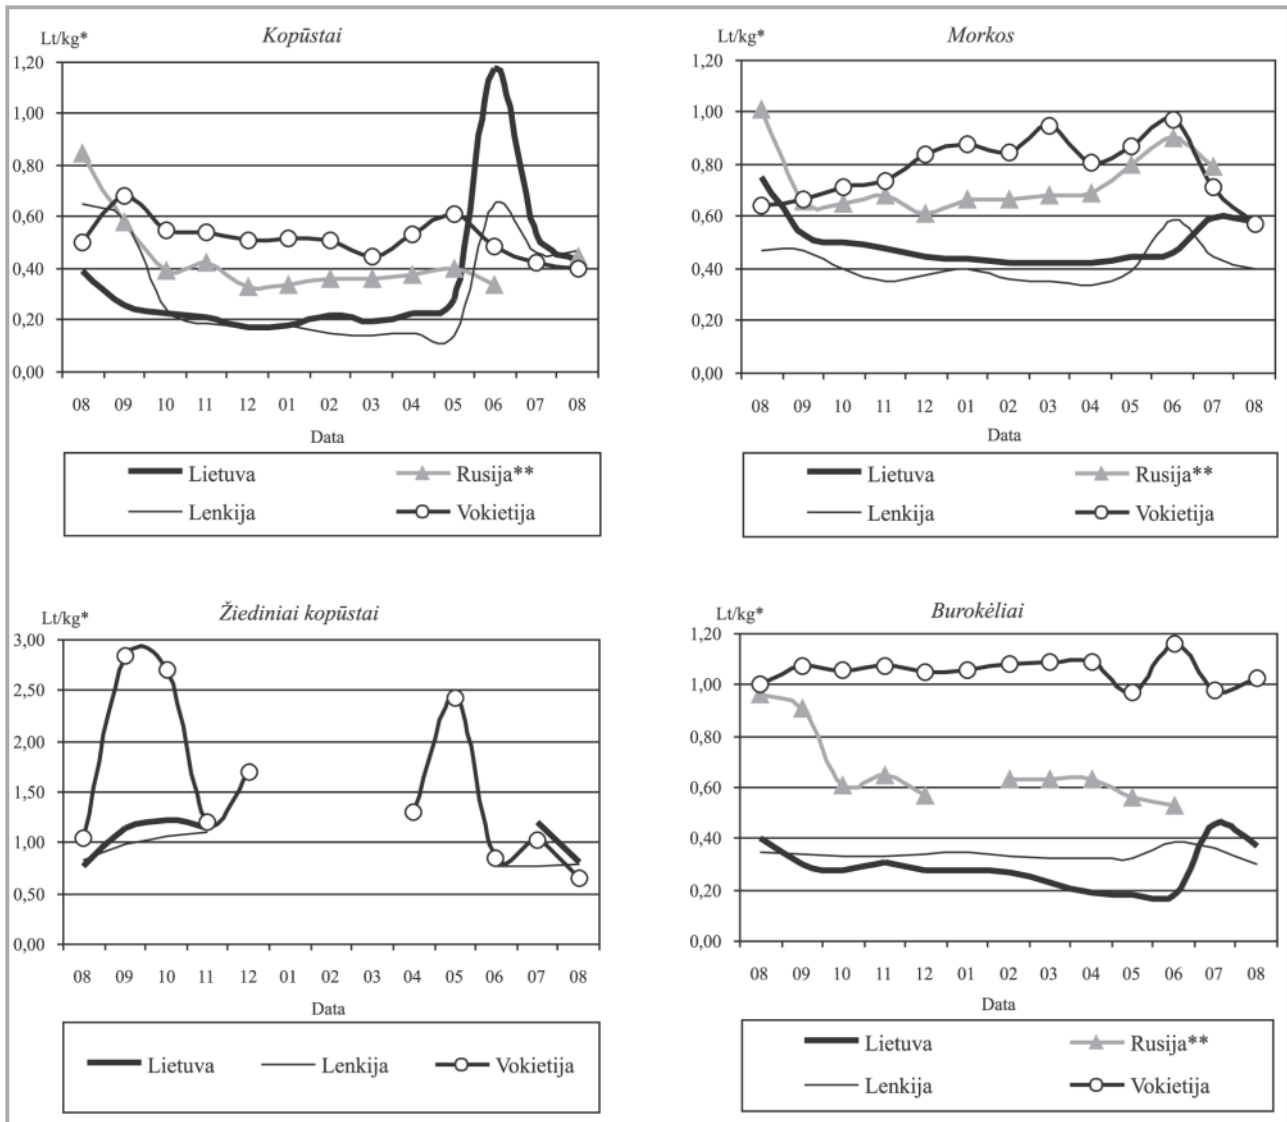 Lt/kg*
Kopūstai
1,20
1,00
0,80
0,60
0,40
0,20
0,00
08 09 10 11 12 01 02 03 04 05 06 07 08
Data
Lietuva Rusija**
Lenkija Vokietija
Lt/kg*
Morkos
1,20
1,00
0,80
0,60
0,40
0,20
0,00
08 09 10 11 12 01 02 03 04 05 06 07 08
Data
Lietuva Rusija**
Lenkija Vokietija
Lt/kg*
Žiediniai kopūstai
3,00
2,50
2,00
1,50
1,00
0,50
0,00
08 09 10 11 12 01 02 03 04 05 06 07 08
Data
Lietuva Lenkija Vokietija
Lt/kg*
Burokėliai
1,20
1,00
0,80
0,60
0,40
0,20
0,00
08 09 10 11 12 01 02 03 04 05 06 07 08
Data
Lietuva Rusija**
Lenkija Vokietija